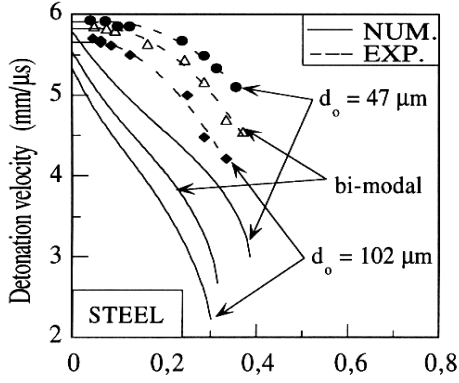 6
5
4
3
2
Detonation velocity (mm/μs)
NUM.
EXP.
d₀ = 47 μm
bi-modal
d₀ = 102 μm
STEEL
0 0,2 0,4 0,6 0,8